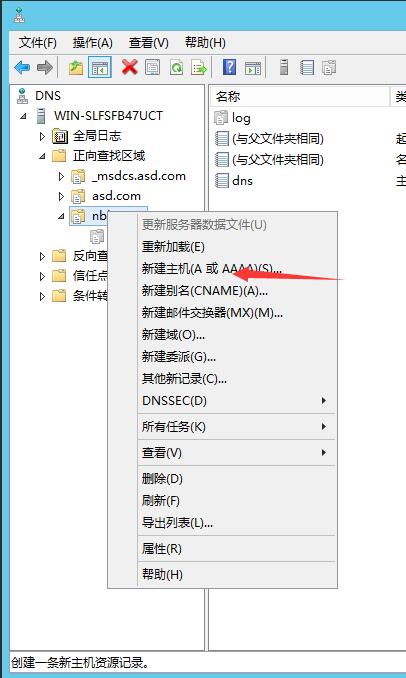 文件(F) 操作(A) 查看(V) 帮助(H)
DNS
WIN-SLFSFB47UCT
全局日志
正向查找区域
_msdcs.asd.com
asd.com
反向查
信任点
条件转
名称
log
(与父文件夹相同)
(与父文件夹相同)
dns
更新服务器数据文件(U)
重新加载(E)
新建主机(A 或 AAAA)(S)...
新建别名(CNAME)(A)...
新建邮件交换器(MX)(M)...
新建域(O)...
新建委派(G)...
其他新记录(C)...
DNSSEC(D)
所有任务(K)
查看(V)
删除(D)
刷新(F)
导出列表(L)...
属性(R)
帮助(H)
创建一条新主机资源记录。